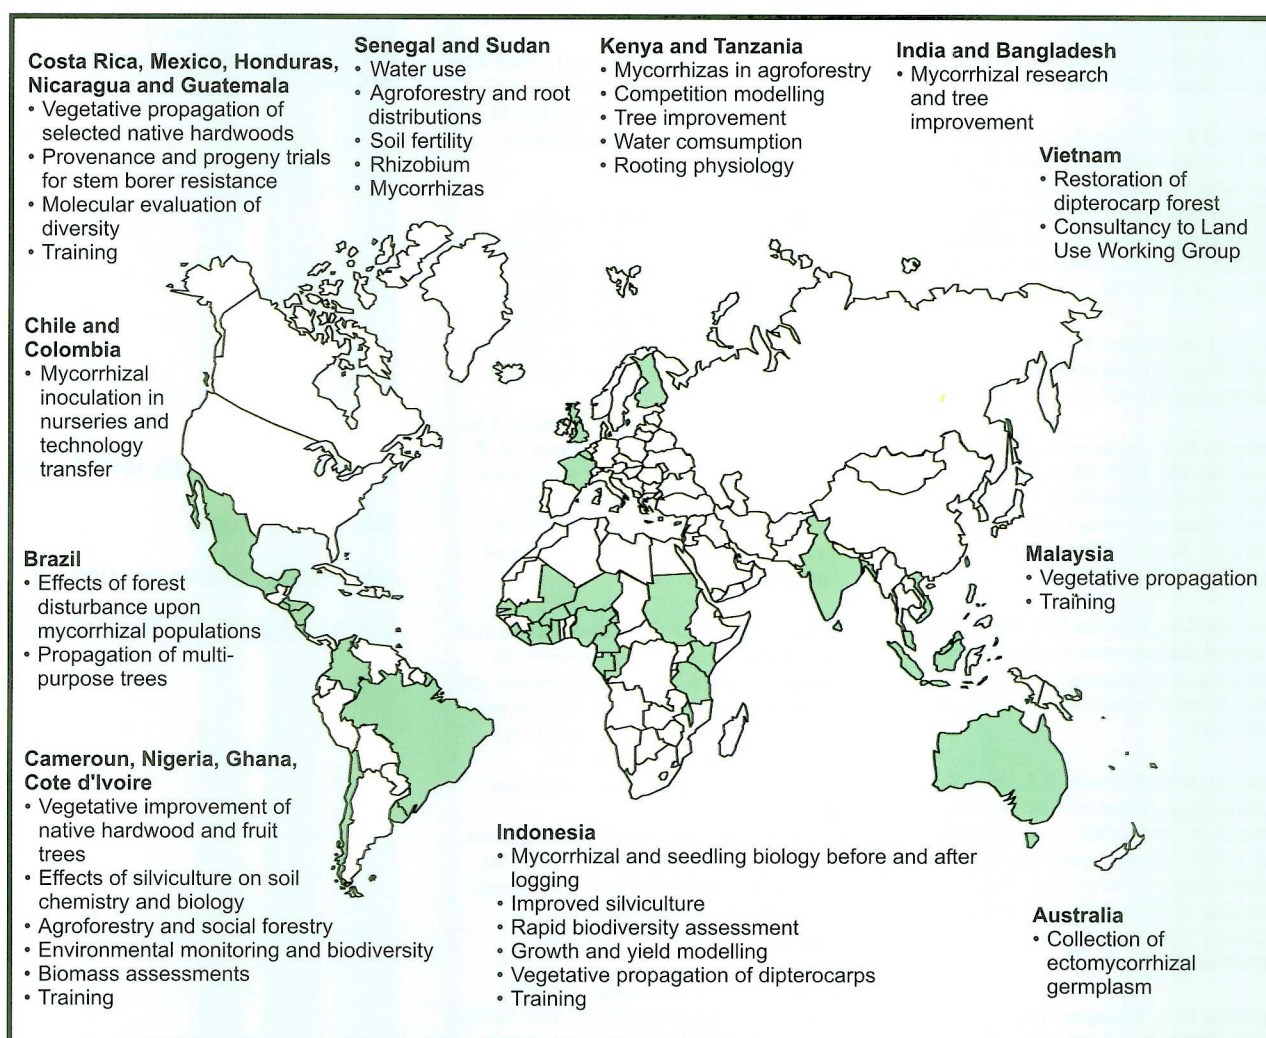 Costa Rica, Mexico, Honduras,
Nicaragua and Guatemala
• Vegetative propagation of
selected native hardwoods
• Provenance and progeny trials
for stem borer resistance
• Molecular evaluation of
diversity
• Training
Senegal and Sudan
• Water use
• Agroforestry and root
distributions
• Soil fertility
• Rhizobium
• Mycorrhizas
Kenya and Tanzania
• Mycorrhizas in agroforestry
• Competition modelling
• Tree improvement
• Water comsumption
• Rooting physiology
India and Bangladesh
• Mycorrhizal research
and tree
improvement
Vietnam
• Restoration of
dipterocarp forest
• Consultancy to Land
Use Working Group
Chile and
Colombia
• Mycorrhizal
inoculation in
nurseries and
technology
transfer
Brazil
• Effects of forest
disturbance upon
mycorrhizal populations
• Propagation of multi-
purpose trees
Malaysia
• Vegetative propagation
• Training
Cameroun, Nigeria, Ghana,
Cote d'Ivoire
• Vegetative improvement of
native hardwood and fruit
trees
• Effects of silviculture on soil
chemistry and biology
• Agroforestry and social forestry
• Environmental monitoring and biodiversity
• Biomass assessments
• Training
Indonesia
• Mycorrhizal and seedling biology before and after
logging
• Improved silviculture
• Rapid biodiversity assessment
• Growth and yield modelling
• Vegetative propagation of dipterocarps
• Training
Australia
• Collection of
ectomycorrhizal
germplasm